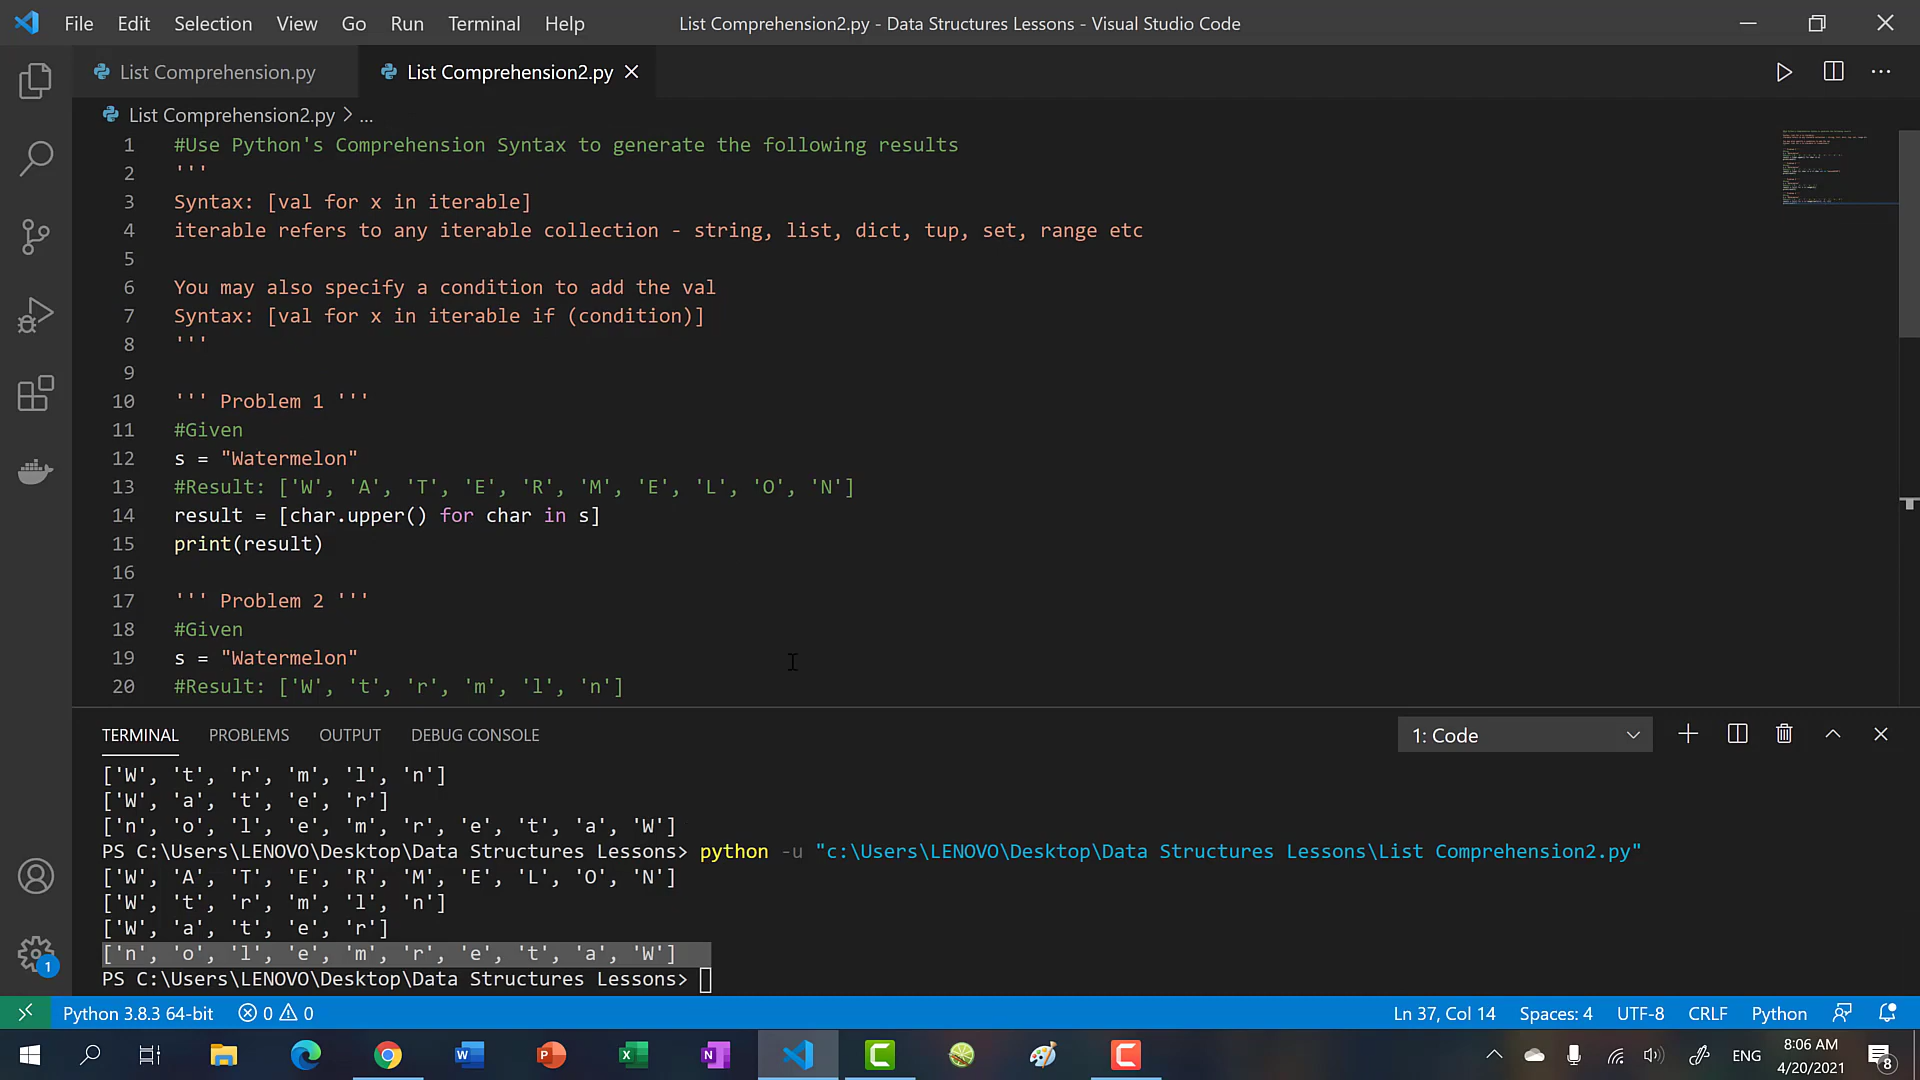 File Edit Selection View Go Run Terminal Help List Comprehension2.py - Data Structures Lessons - Visual Studio Code
List Comprehension.py List Comprehension2.py
List Comprehension2.py > ...
1 #Use Python's Comprehension Syntax to generate the following results
2 '''
3 Syntax: [val for x in iterable]
4 iterable refers to any iterable collection - string, list, dict, tup, set, range etc
5
6 You may also specify a condition to add the val
7 Syntax: [val for x in iterable if (condition)]
8 '''
9
10 ''' Problem 1 '''
11 #Given
12 s = "Watermelon"
13 #Result: ['W', 'A', 'T', 'E', 'R', 'M', 'E', 'L', 'O', 'N']
14 result = [char.upper() for char in s]
15 print(result)
16
17 ''' Problem 2 '''
18 #Given
19 s = "Watermelon"
20 #Result: ['W', 't', 'r', 'm', 'l', 'n']
TERMINAL PROBLEMS OUTPUT DEBUG CONSOLE 1: Code
['W', 't', 'r', 'm', 'l', 'n']
['W', 'a', 't', 'e', 'r']
['n', 'o', 'l', 'e', 'm', 'r', 'e', 't', 'a', 'W']
PS C:\Users\LENOVO\Desktop\Data Structures Lessons> python -u "c:\Users\LENOVO\Desktop\Data Structures Lessons\List Comprehension2.py"
['W', 'A', 'T', 'E', 'R', 'M', 'E', 'L', 'O', 'N']
['W', 't', 'r', 'm', 'l', 'n']
['W', 'a', 't', 'e', 'r']
['n', 'o', 'l', 'e', 'm', 'r', 'e', 't', 'a', 'W']
PS C:\Users\LENOVO\Desktop\Data Structures Lessons>
1
Python 3.8.3 64-bit 0 0 Ln 37, Col 14 Spaces: 4 UTF-8 CRLF Python
ENG 8:06 AM
4/20/2021 8